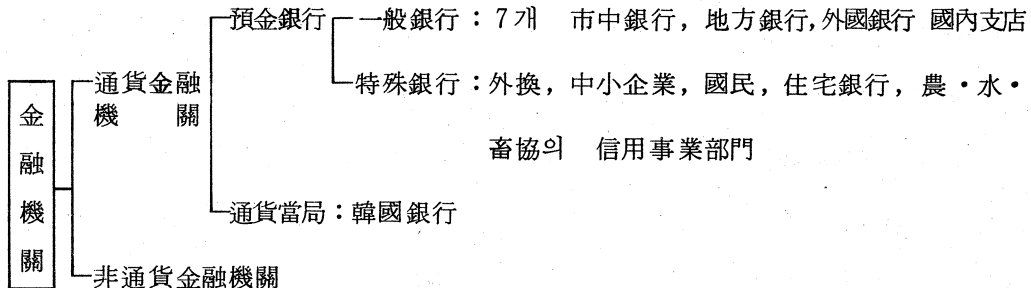 預金銀行 一般銀行 : 7개 市中銀行, 地方銀行, 外國銀行 國內支店
通貨金融 特殊銀行 : 外換, 中小企業, 國民, 住宅銀行, 農・水・
機關
畜協의 信用事業部門
金融機關
通貨當局 : 韓國銀行
非通貨金融機關